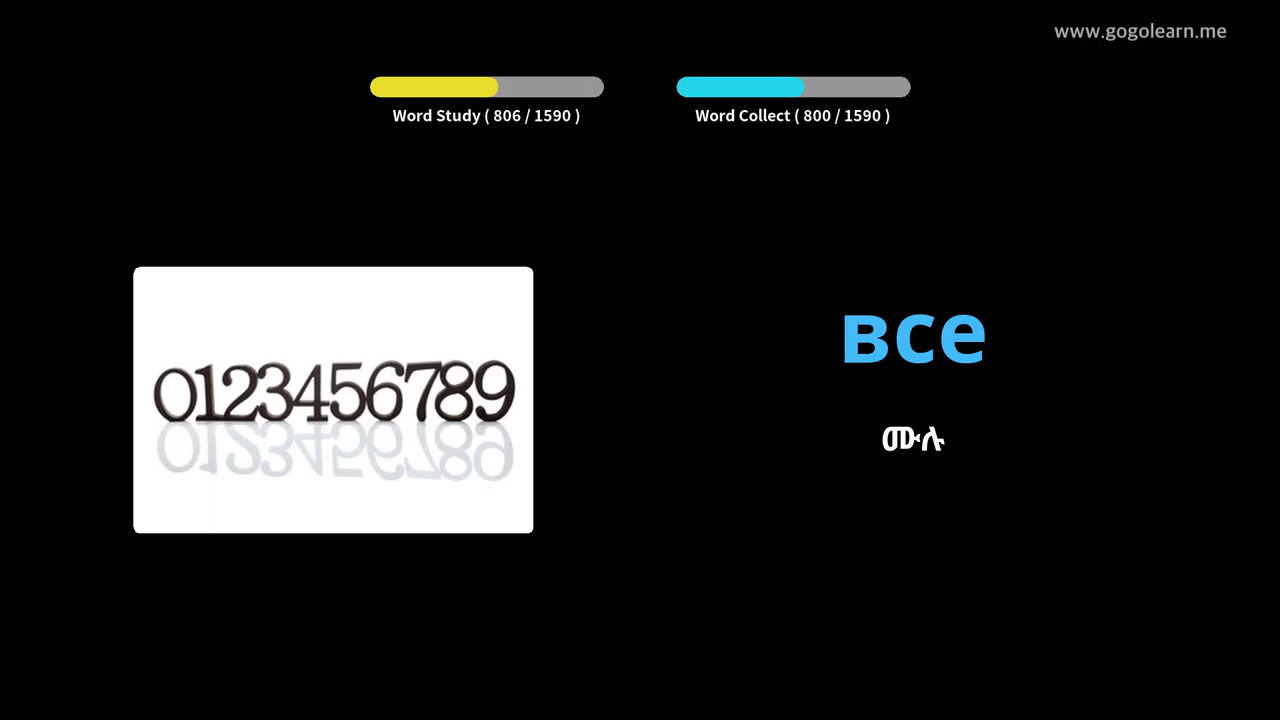 www.gogolearn.me
Word Study ( 806 / 1590 )
Word Collect ( 800 / 1590 )
0123456789
все
ሙሉ